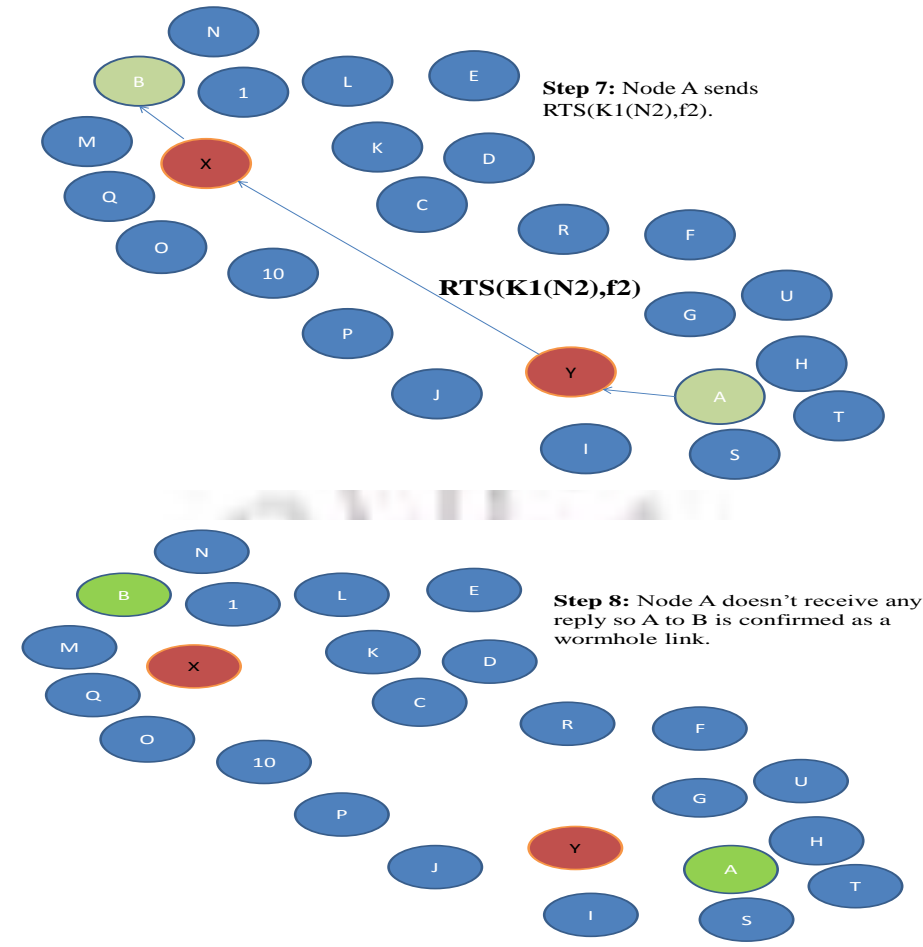 N
B
1
L
E
Step 7: Node A sends
RTS(K1(N2),f2).
M
X
K
D
Q
C
O
R
F
10
RTS(K1(N2),f2)
U
G
P
Y
H
J
A
T
I
S
N
B
1
L
E
Step 8: Node A doesn't receive any
reply so A to B is confirmed as a
wormhole link.
M
X
K
D
Q
C
O
R
F
10
U
G
P
Y
H
J
A
T
I
S